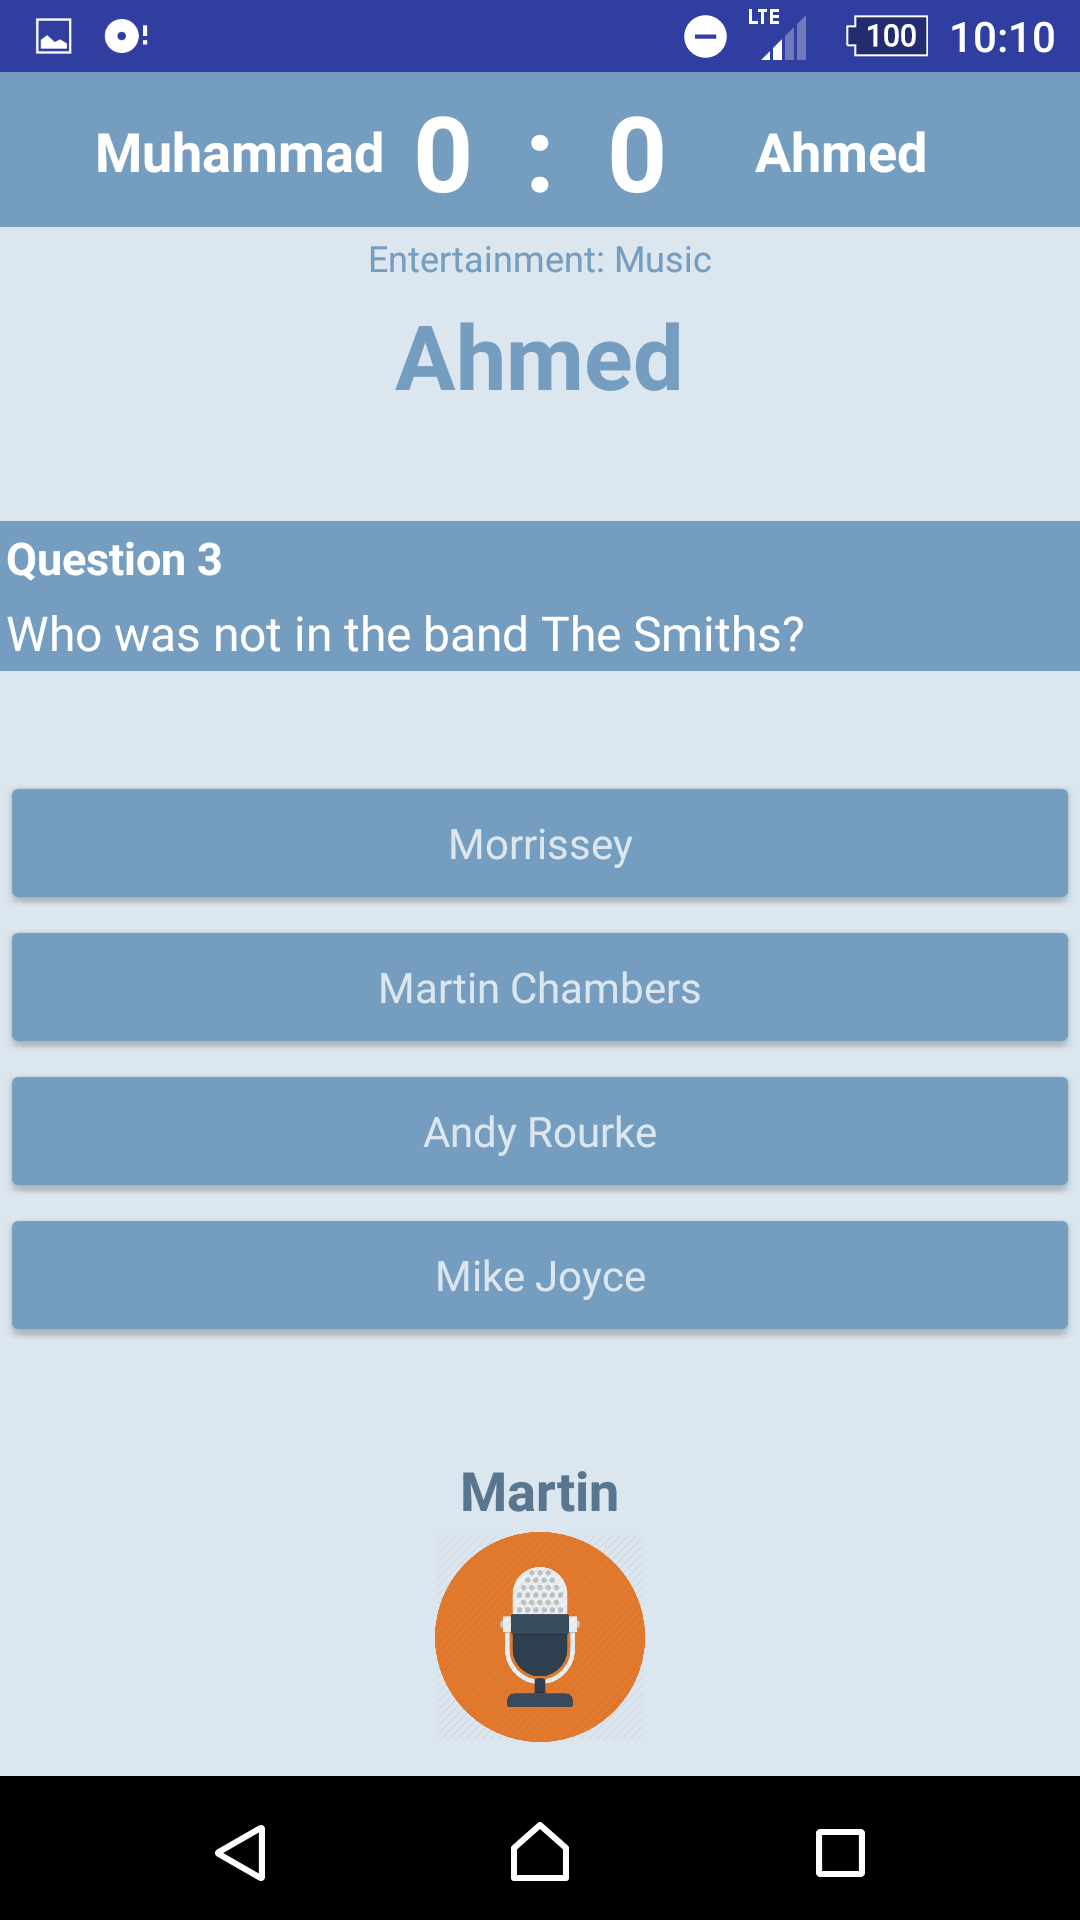 LTE 100 10:10
Muhammad 0 : 0 Ahmed
Entertainment: Music
Ahmed
Question 3
Who was not in the band The Smiths?
Morrissey
Martin Chambers
Andy Rourke
Mike Joyce
Martin